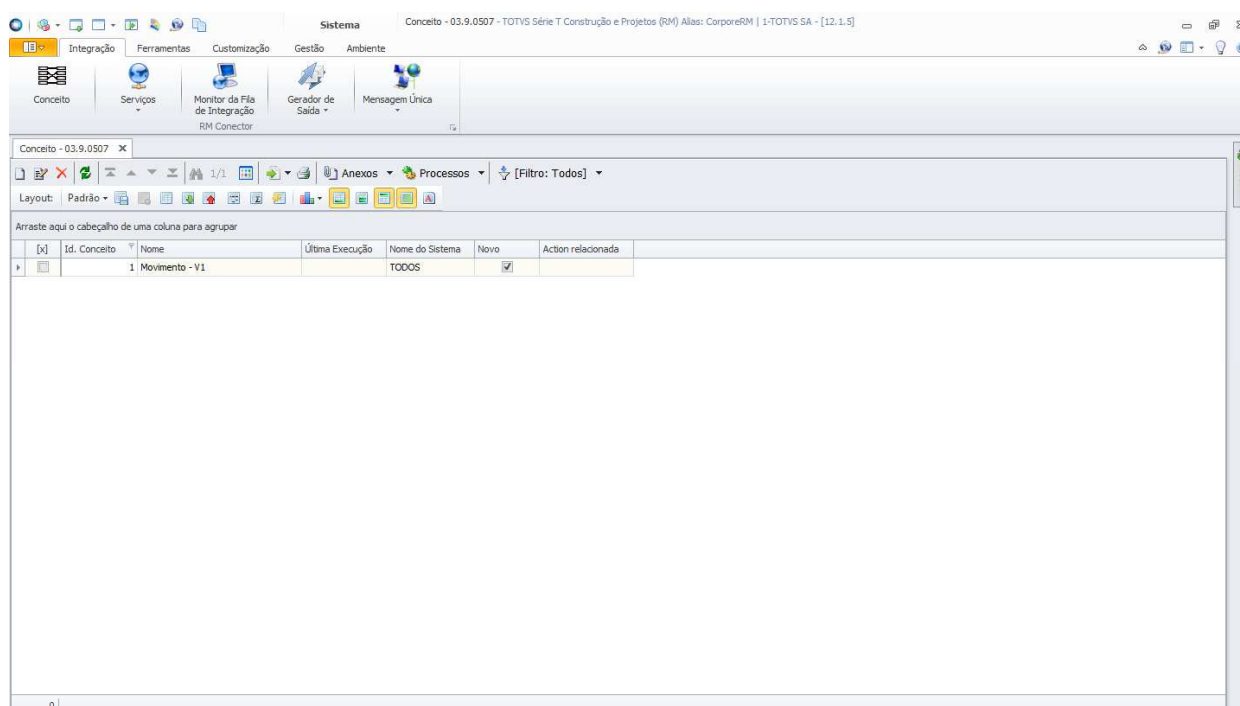 Sistema
Conceito - 03.9.0507 - TOTVS Série T Construção e Projetos (RM) Alias: CorporeRM | 1-TOTVS SA - [12.1.5]
Integração Ferramentas Customização Gestão Ambiente
Conceito
Serviços
Monitor da Fila de Integração
Gerador de Saída
Mensagem Única
RM Conector
Conceito - 03.9.0507
1/1 Anexos Processos [Filtro: Todos]
Layout: Padrão
Arraste aqui o cabeçalho de uma coluna para agrupar
[x] Id. Conceito Nome Última Execução Nome do Sistema Novo Action relacionada
1 Movimento - V1 TODOS
0